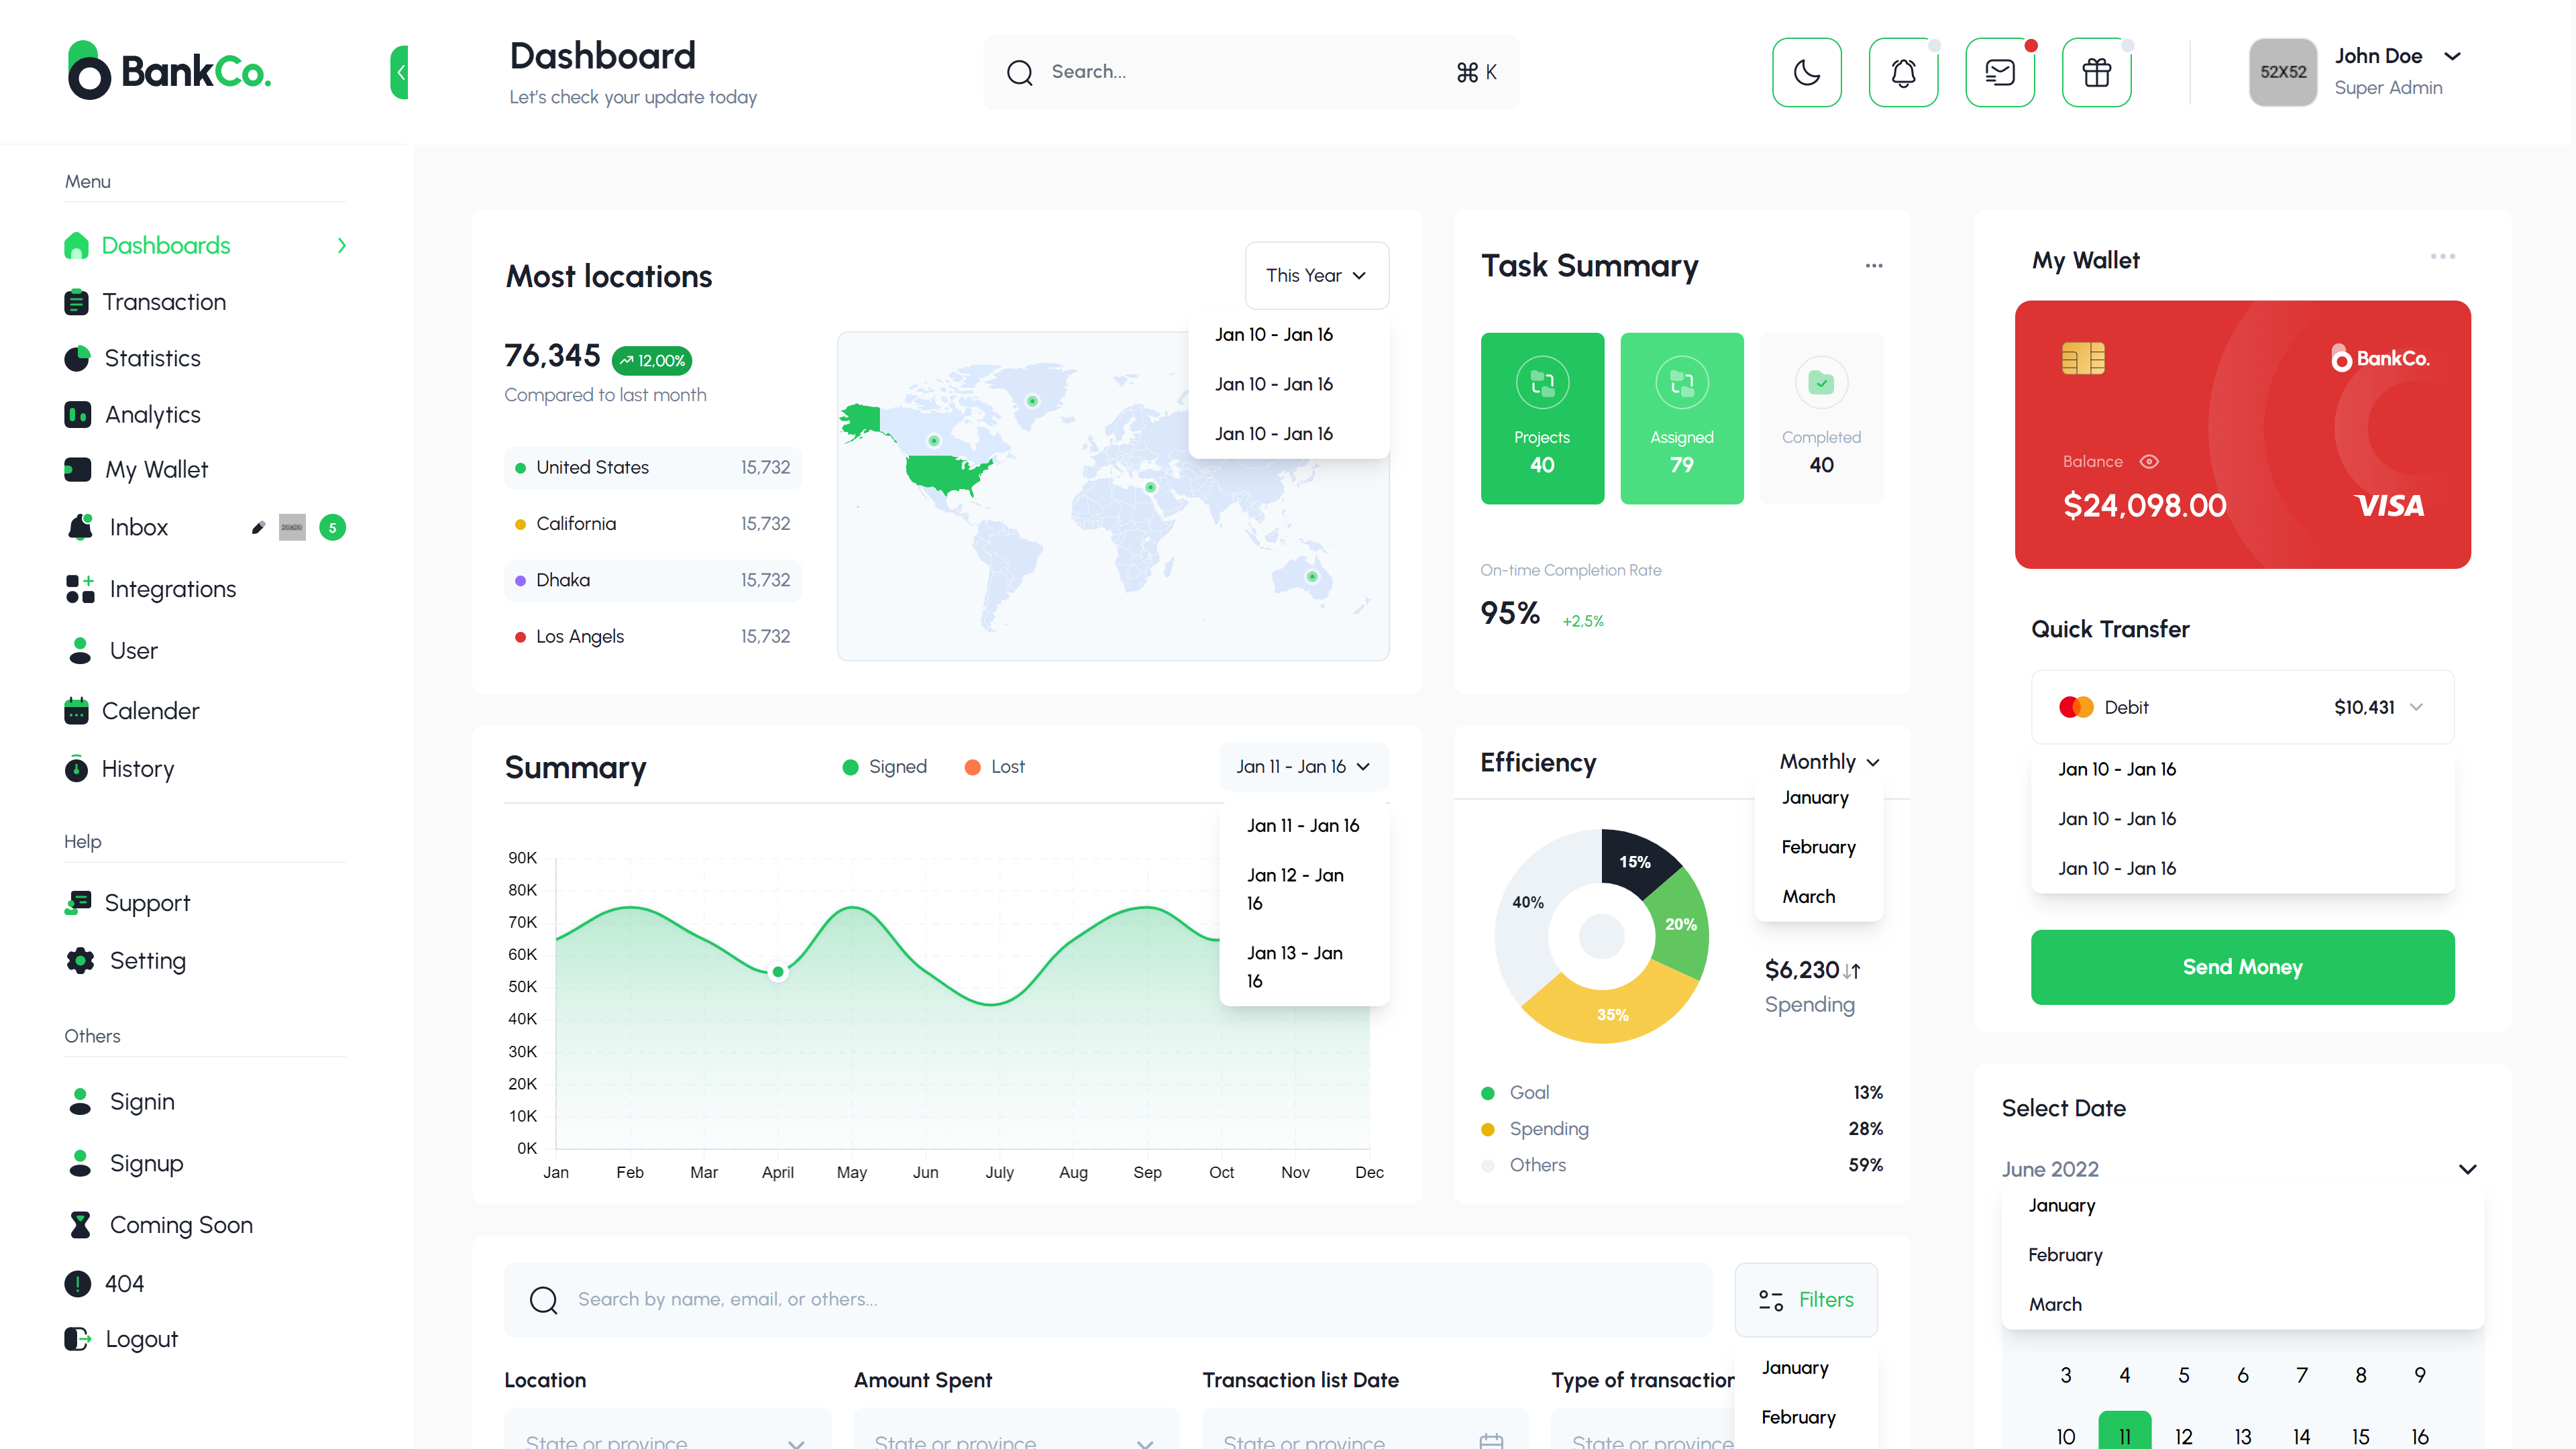 BankCo.
Dashboard
Let's check your update today
Search...
⌘ K
52X52
John Doe
Super Admin
Menu
Dashboards
Transaction
Statistics
Analytics
My Wallet
Inbox
20X20
5
Integrations
User
Calender
History
Help
Support
Setting
Others
Signin
Signup
Coming Soon
404
Logout
Most locations
This Year
Jan 10 - Jan 16
Jan 10 - Jan 16
Jan 10 - Jan 16
76,345
12,00%
Compared to last month
United States 15,732
California 15,732
Dhaka 15,732
Los Angels 15,732
Task Summary
Projects
40
Assigned
79
Completed
40
On-time Completion Rate
95%
+2,5%
My Wallet
BankCo.
Balance
$24,098.00
VISA
Quick Transfer
Debit
$10,431
Jan 10 - Jan 16
Jan 10 - Jan 16
Jan 10 - Jan 16
Send Money
Summary
Signed
Lost
Jan 11 - Jan 16
Jan 11 - Jan 16
Jan 12 - Jan
16
Jan 13 - Jan
16
90K
80K
70K
60K
50K
40K
30K
20K
10K
0K
Jan Feb Mar April May Jun July Aug Sep Oct Nov Dec
Efficiency
Monthly
January
February
March
15%
20%
35%
40%
$6,230
Spending
Goal 13%
Spending 28%
Others 59%
Select Date
June 2022
January
February
March
3 4 5 6 7 8 9
10 11 12 13 14 15 16
Search by name, email, or others...
Filters
January
February
Location
Amount Spent
Transaction list Date
Type of transaction
State or province
State or province
State or province
State or province